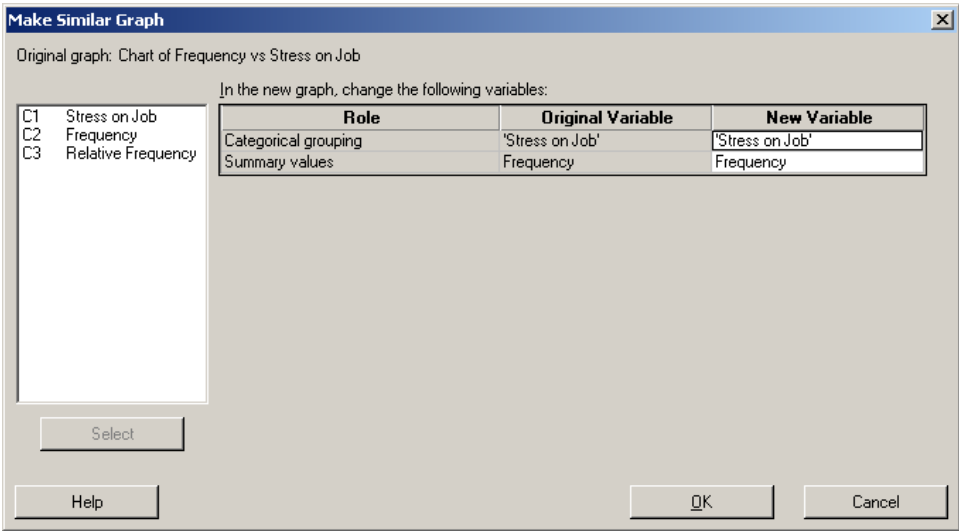 Make Similar Graph
Original graph: Chart of Frequency vs Stress on Job
In the new graph, change the following variables:
C1 Stress on Job
C2 Frequency
C3 Relative Frequency
Role Original Variable New Variable
Categorical grouping 'Stress on Job' 'Stress on Job'
Summary values Frequency Frequency
Select
Help OK Cancel